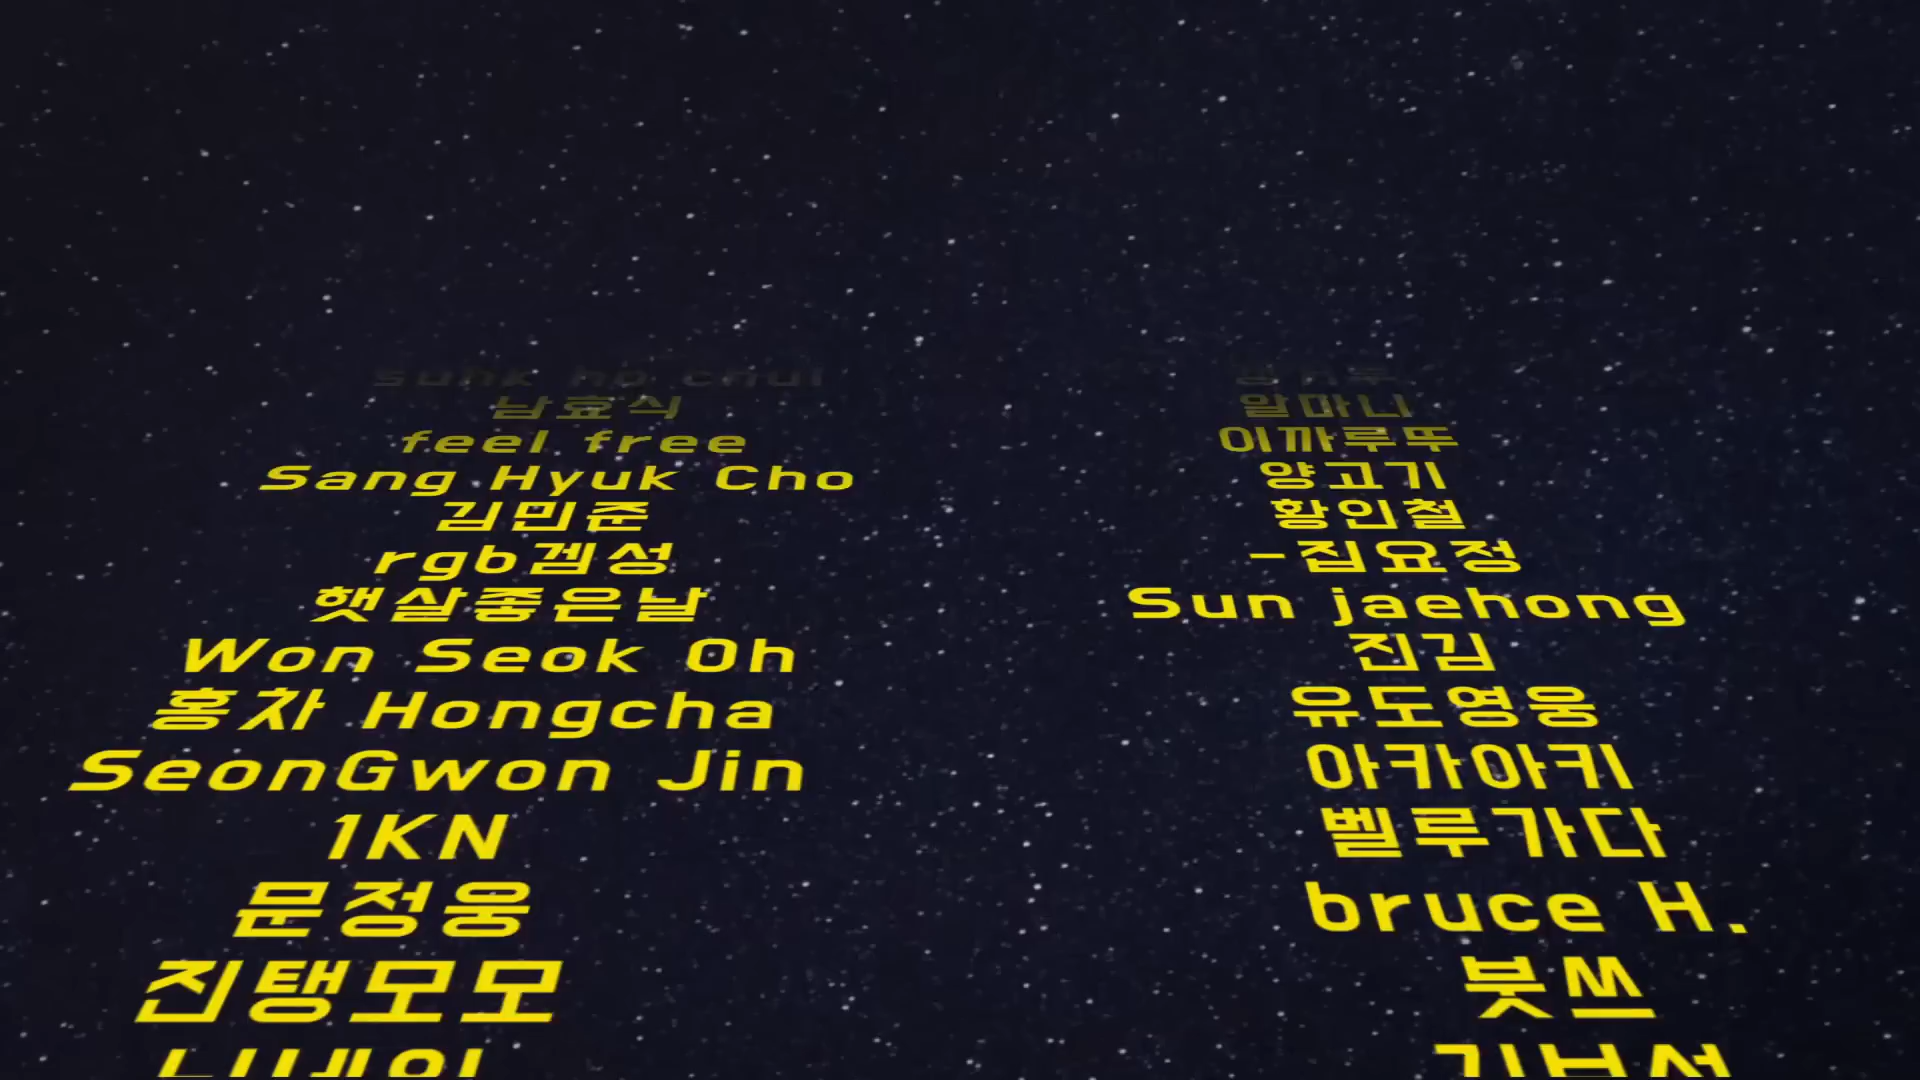 남효식
feel free
Sang Hyuk Cho
김민준
rgb겜성
햇살좋은날
Won Seok Oh
홍차 Hongcha
SeonGwon Jin
1KN
문정웅
진탱모모
알마니
이까루뚜
양고기
황인철
-집요정
Sun jaehong
진김
유도영웅
아카아키
벨루가다
bruce H.
붓쓰